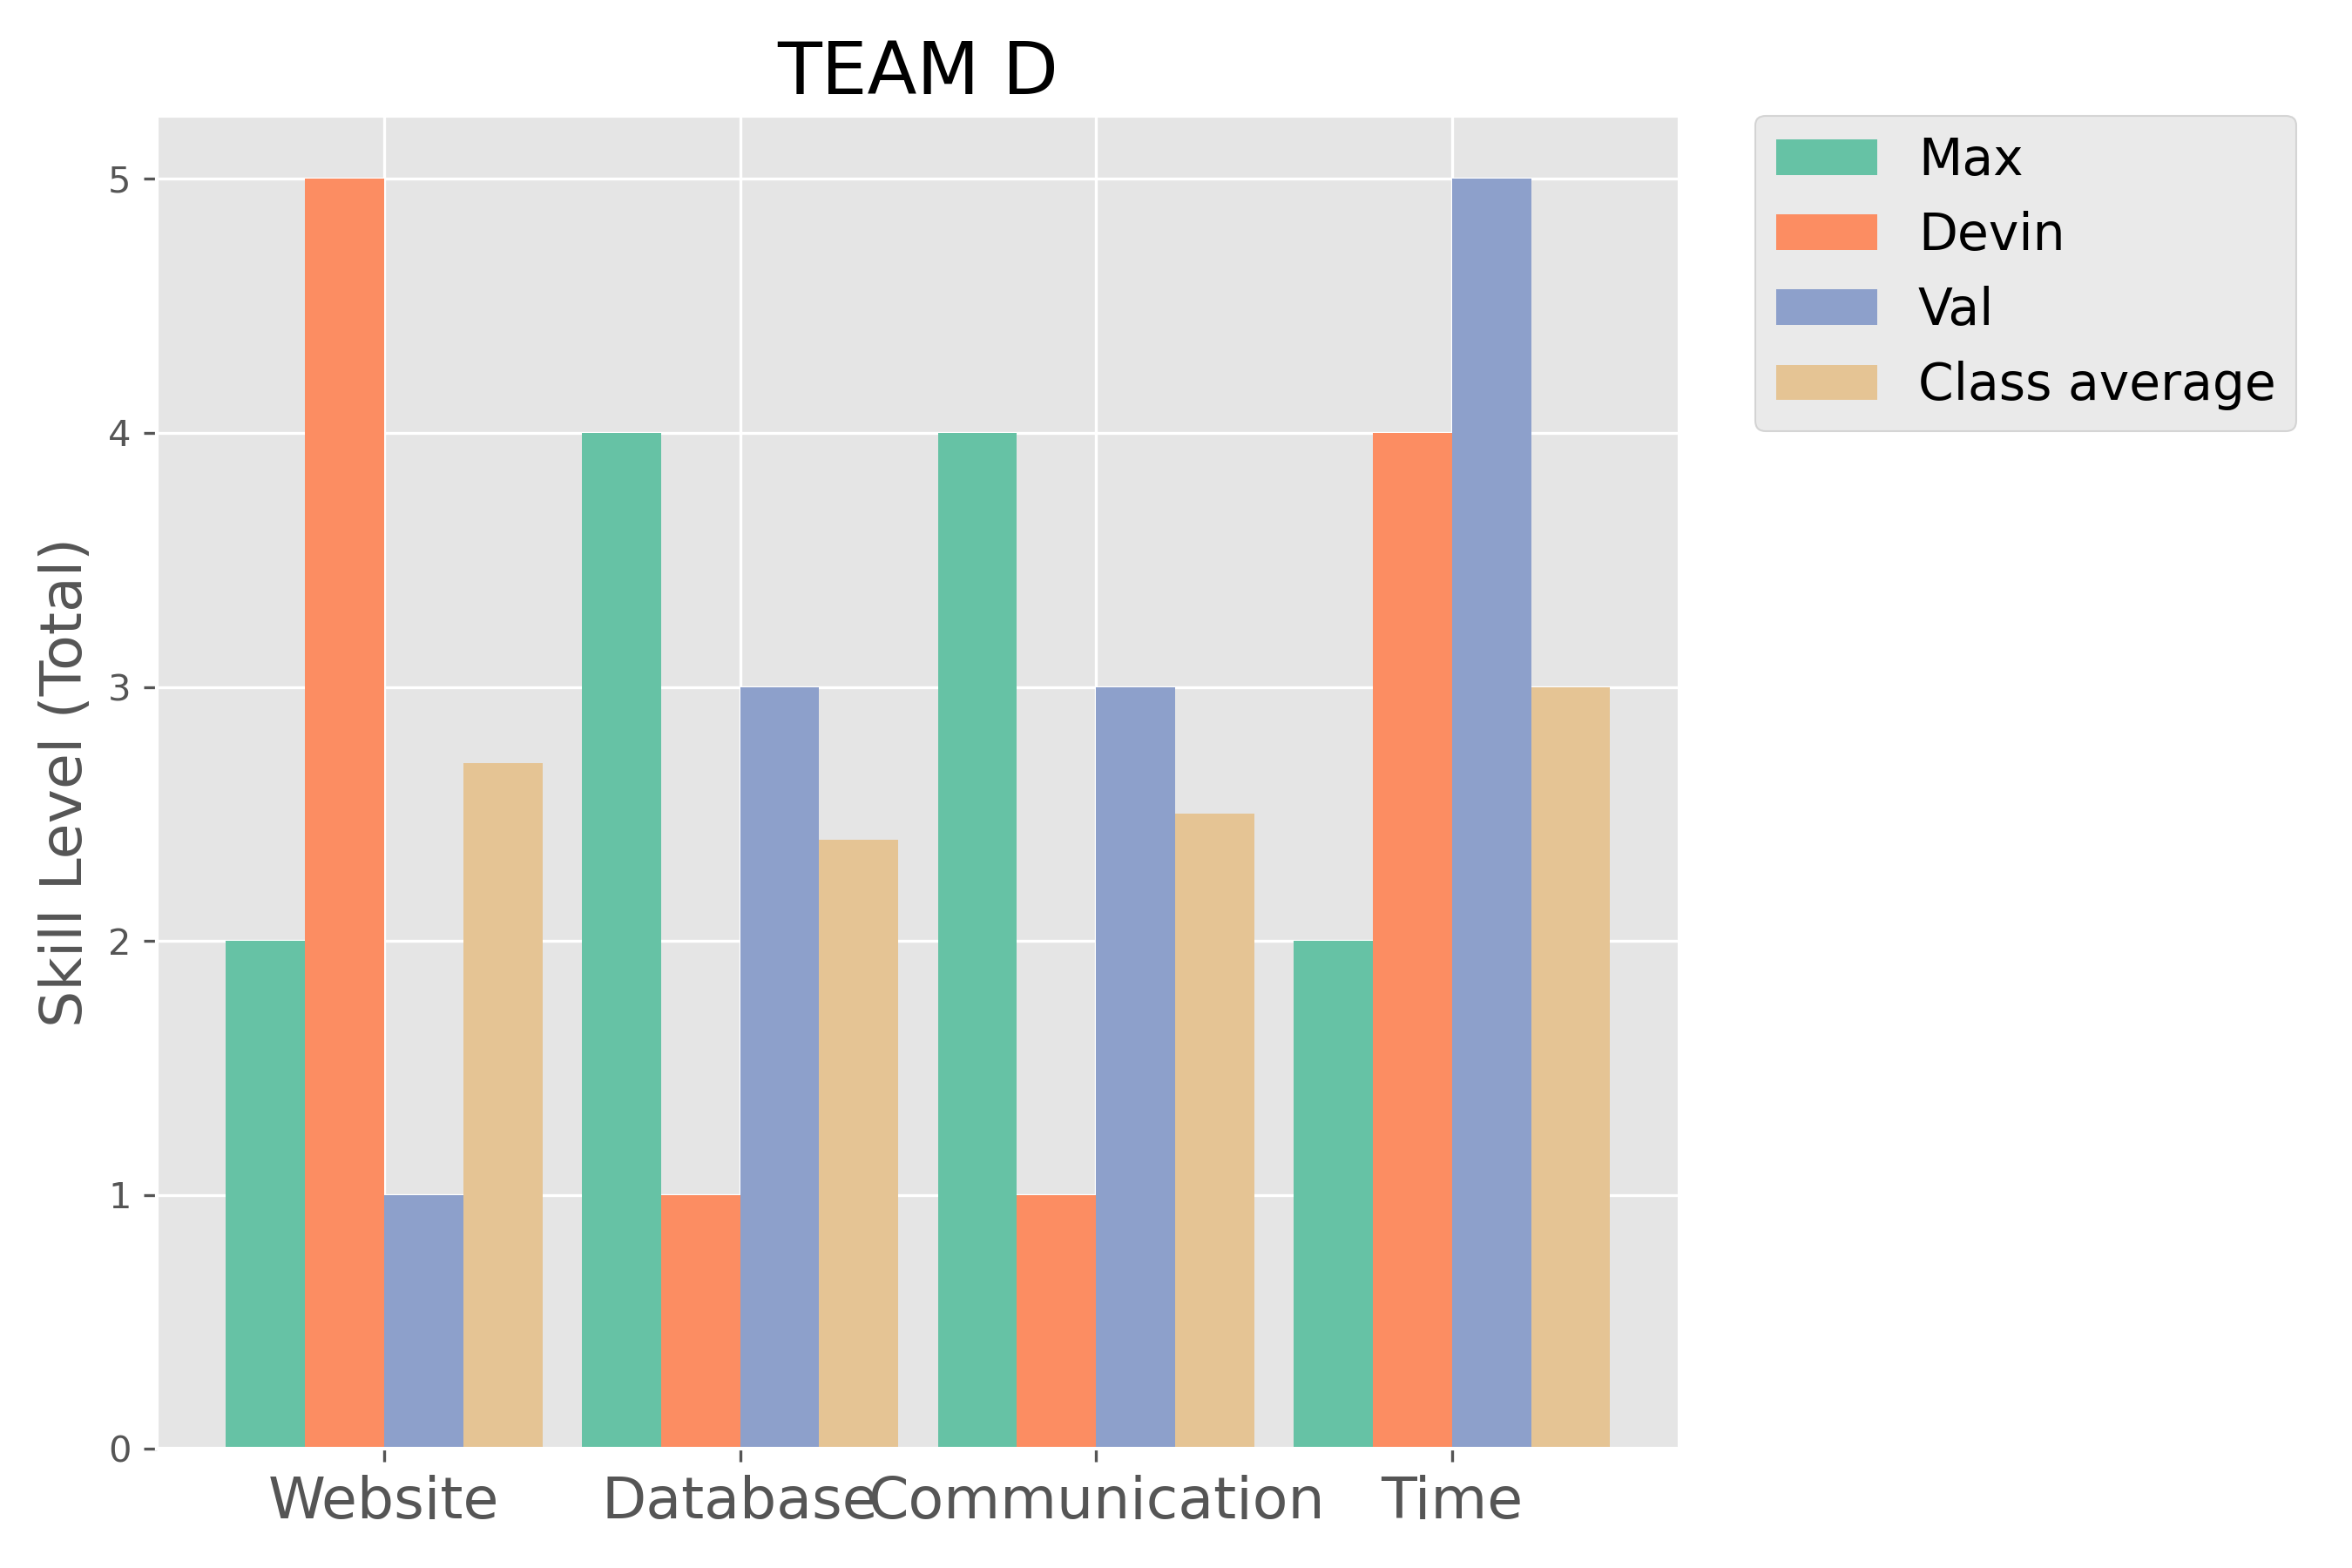 TEAM D
Max
Devin
Val
Class average
Skill Level (Total)
5
4
3
2
1
0
Website
Database
Communication
Time